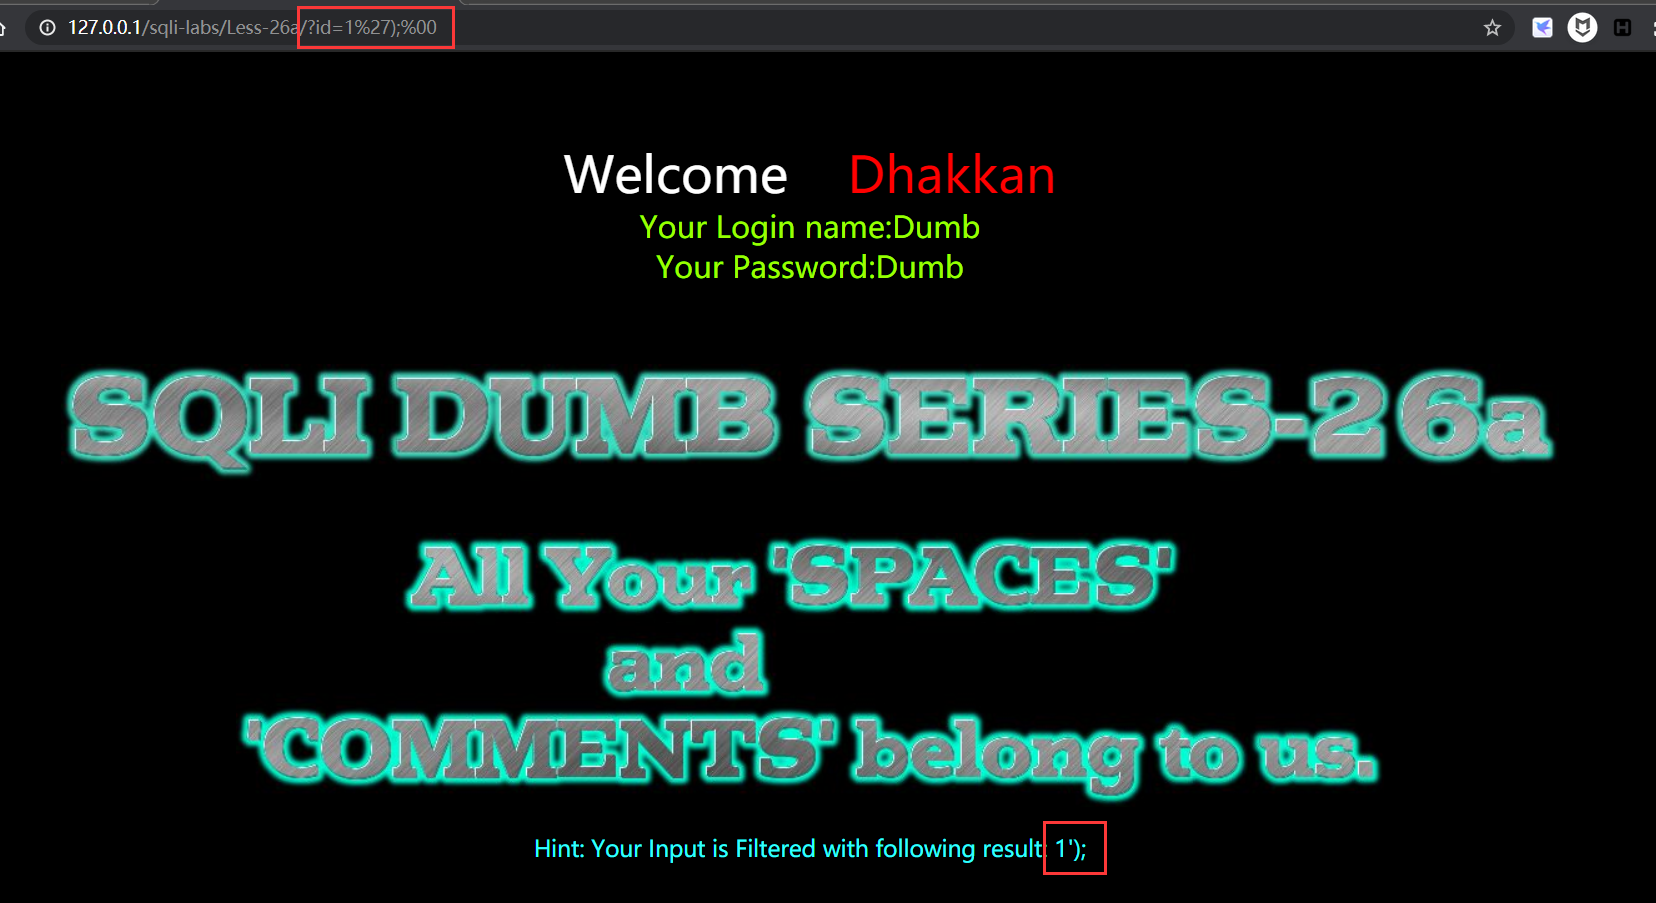 127.0.0.1/sqli-labs/Less-26a/?id=1%27);%00
Welcome Dhakkan
Your Login name:Dumb
Your Password:Dumb
SQLI DUMB SERIES-26a
All Your 'SPACES'
and
'COMMENTS' belong to us.
Hint: Your Input is Filtered with following result: 1');